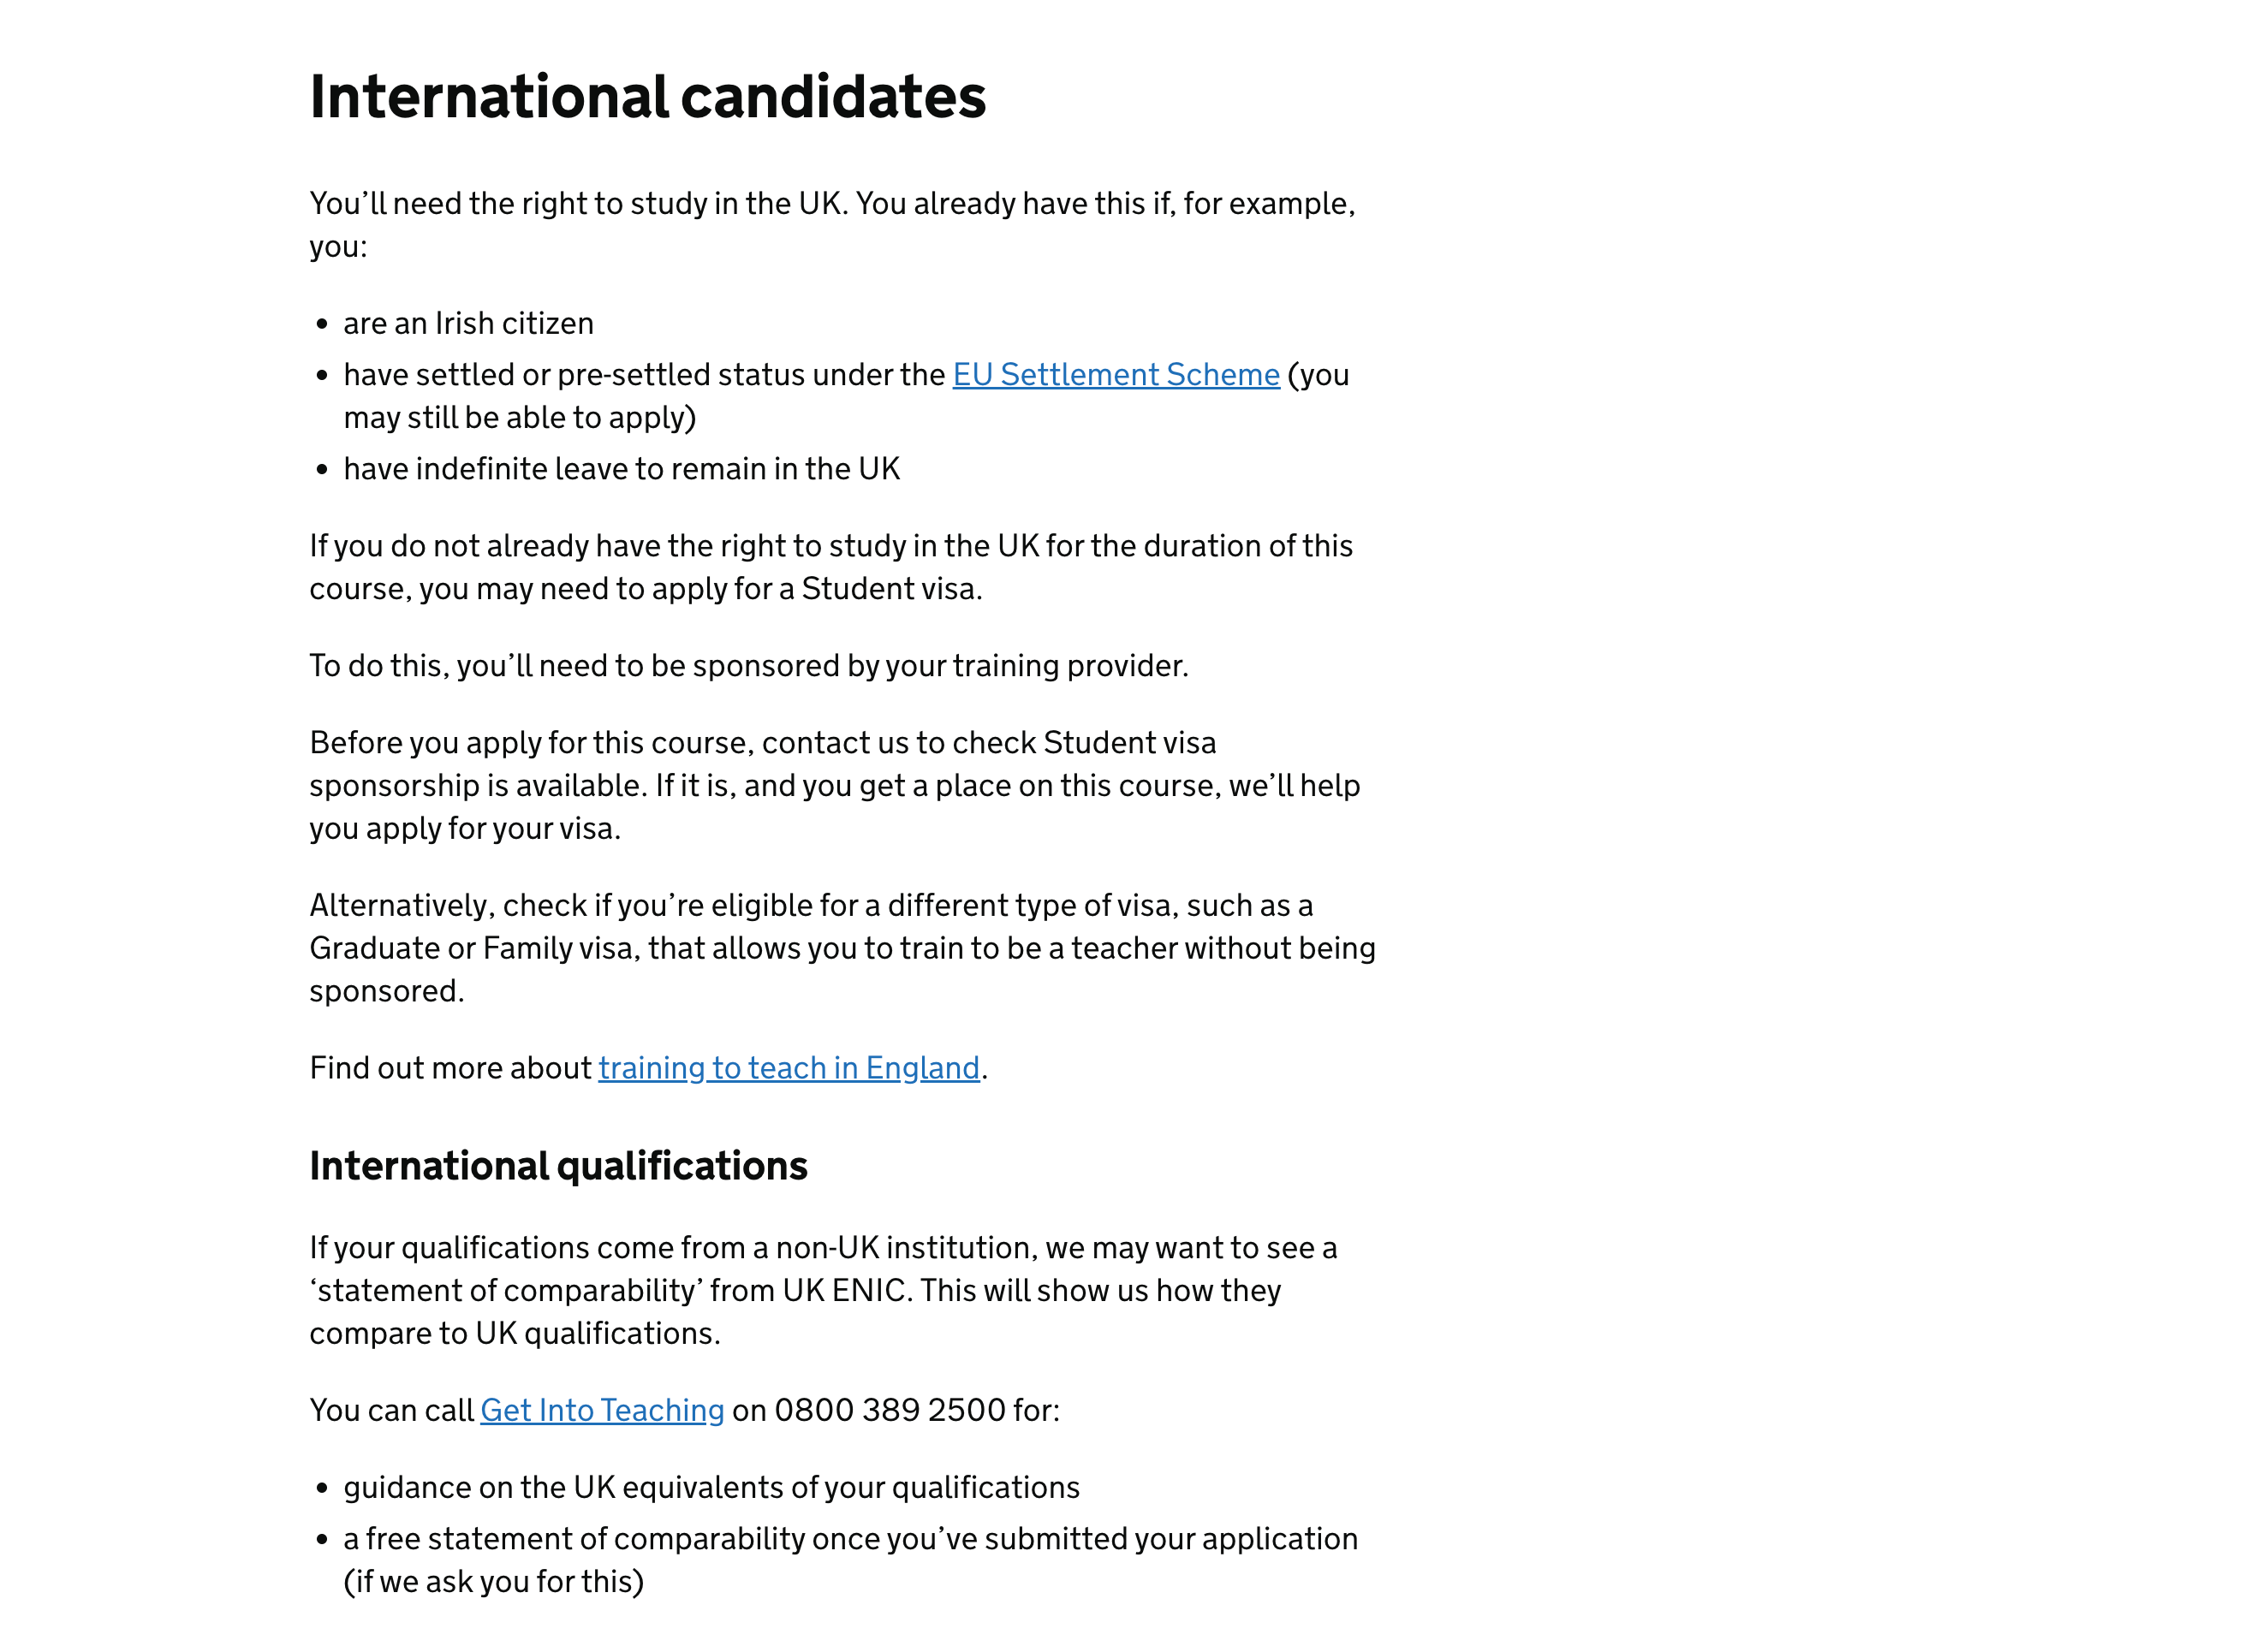 International candidates
You’ll need the right to study in the UK. You already have this if, for example,
you:
• are an Irish citizen
• have settled or pre-settled status under the EU Settlement Scheme (you
may still be able to apply)
• have indefinite leave to remain in the UK
If you do not already have the right to study in the UK for the duration of this
course, you may need to apply for a Student visa.
To do this, you’ll need to be sponsored by your training provider.
Before you apply for this course, contact us to check Student visa
sponsorship is available. If it is, and you get a place on this course, we’ll help
you apply for your visa.
Alternatively, check if you’re eligible for a different type of visa, such as a
Graduate or Family visa, that allows you to train to be a teacher without being
sponsored.
Find out more about training to teach in England.
International qualifications
If your qualifications come from a non-UK institution, we may want to see a
‘statement of comparability’ from UK ENIC. This will show us how they
compare to UK qualifications.
You can call Get Into Teaching on 0800 389 2500 for:
• guidance on the UK equivalents of your qualifications
• a free statement of comparability once you’ve submitted your application
(if we ask you for this)